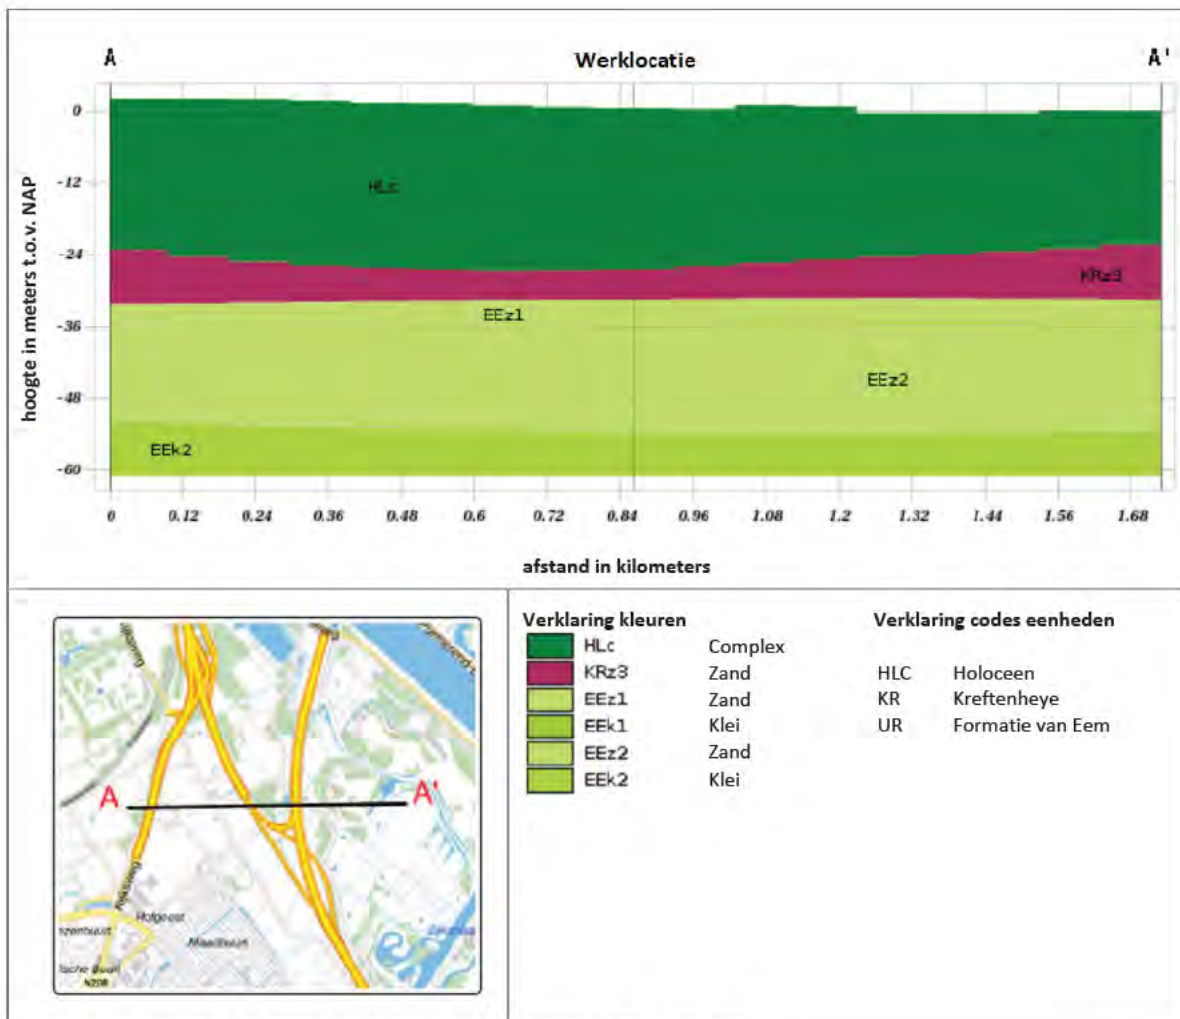 A Werklocatie A'
hoogte in meters t.o.v. NAP
0
-12
-24
-36
-48
-60
HLc
KRz3
EEz1
EEz2
EEk2
0 0.12 0.24 0.36 0.48 0.6 0.72 0.84 0.96 1.08 1.2 1.32 1.44 1.56 1.68
afstand in kilometers
A A'
Rijksweg
Hofgeest
N208
Verklaring kleuren
HLc Complex
KRz3 Zand
EEz1 Zand
EEk1 Klei
EEz2 Zand
EEk2 Klei
Verklaring codes eenheden
HLC Holoceen
KR Kreftenheye
UR Formatie van Eem